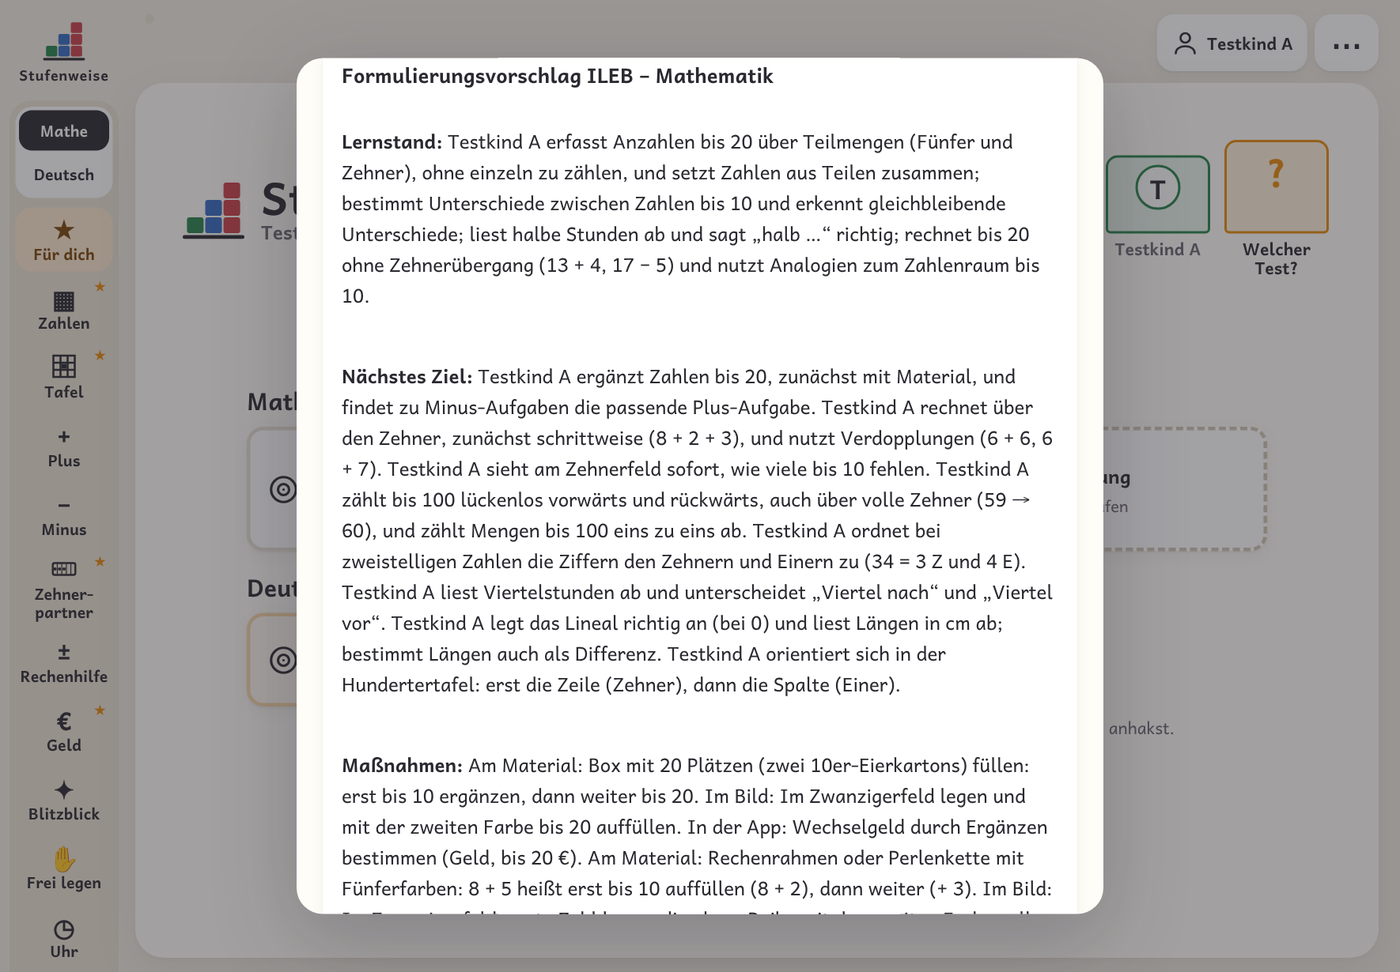 Stufenweise
Mathe
Deutsch
★
Für dich
Zahlen
Tafel
+
Plus
−
Minus
Zehner-
partner
±
Rechenhilfe
€
Geld
Blitzblick
Frei legen
Uhr
Testkind A
...
St
Test
T
Testkind A
?
Welcher
Test?
Mat
Deut
ung
fen
anhakst.
Formulierungsvorschlag ILEB – Mathematik
Lernstand: Testkind A erfasst Anzahlen bis 20 über Teilmengen (Fünfer und
Zehner), ohne einzeln zu zählen, und setzt Zahlen aus Teilen zusammen;
bestimmt Unterschiede zwischen Zahlen bis 10 und erkennt gleichbleibende
Unterschiede; liest halbe Stunden ab und sagt „halb ...“ richtig; rechnet bis 20
ohne Zehnerübergang (13 + 4, 17 − 5) und nutzt Analogien zum Zahlenraum bis
10.
Nächstes Ziel: Testkind A ergänzt Zahlen bis 20, zunächst mit Material, und
findet zu Minus-Aufgaben die passende Plus-Aufgabe. Testkind A rechnet über
den Zehner, zunächst schrittweise (8 + 2 + 3), und nutzt Verdopplungen (6 + 6, 6
+ 7). Testkind A sieht am Zehnerfeld sofort, wie viele bis 10 fehlen. Testkind A
zählt bis 100 lückenlos vorwärts und rückwärts, auch über volle Zehner (59 →
60), und zählt Mengen bis 100 eins zu eins ab. Testkind A ordnet bei
zweistelligen Zahlen die Ziffern den Zehnern und Einern zu (34 = 3 Z und 4 E).
Testkind A liest Viertelstunden ab und unterscheidet „Viertel nach“ und „Viertel
vor“. Testkind A legt das Lineal richtig an (bei 0) und liest Längen in cm ab;
bestimmt Längen auch als Differenz. Testkind A orientiert sich in der
Hundertertafel: erst die Zeile (Zehner), dann die Spalte (Einer).
Maßnahmen: Am Material: Box mit 20 Plätzen (zwei 10er-Eierkartons) füllen:
erst bis 10 ergänzen, dann weiter bis 20. Im Bild: Im Zwanzigerfeld legen und
mit der zweiten Farbe bis 20 auffüllen. In der App: Wechselgeld durch Ergänzen
bestimmen (Geld, bis 20 €). Am Material: Rechenrahmen oder Perlenkette mit
Fünferfarben: 8 + 5 heißt erst bis 10 auffüllen (8 + 2), dann weiter (+ 3). Im Bild: